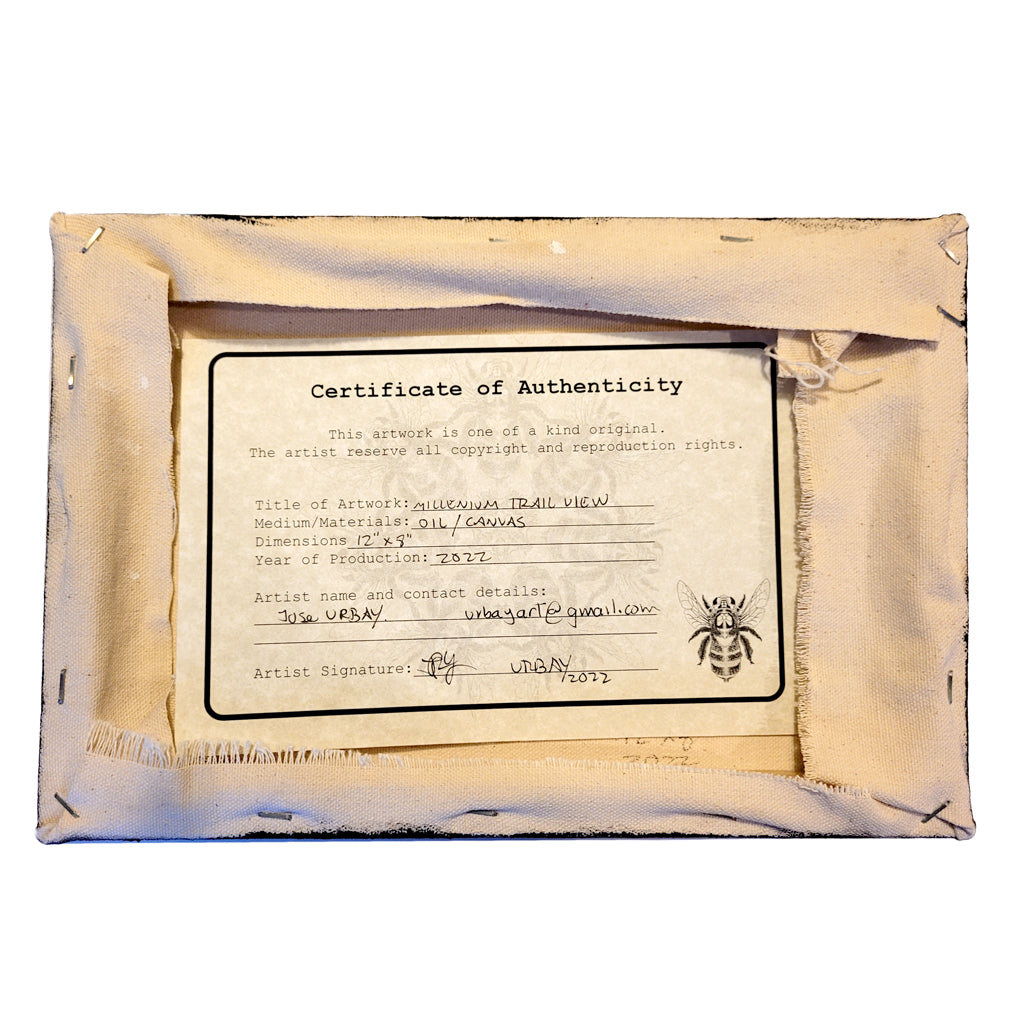 Certificate of Authenticity
This artwork is one of a kind original.
The artist reserve all copyright and reproduction rights.
Title of Artwork: MILLENIUM TRAIL VIEW
Medium/Materials: OIL/CANVAS
Dimensions 12"x8"
Year of Production: 2022
Artist name and contact details:
Jose URBAY. urbayart@gmail.com
Artist Signature: URBAY/2022
2022